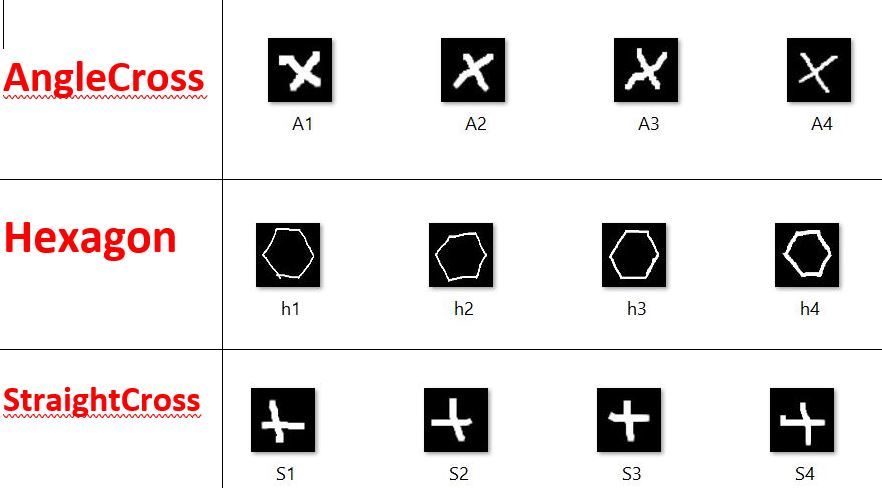 AngleCross
A1 A2 A3 A4
Hexagon
h1 h2 h3 h4
StraightCross
S1 S2 S3 S4